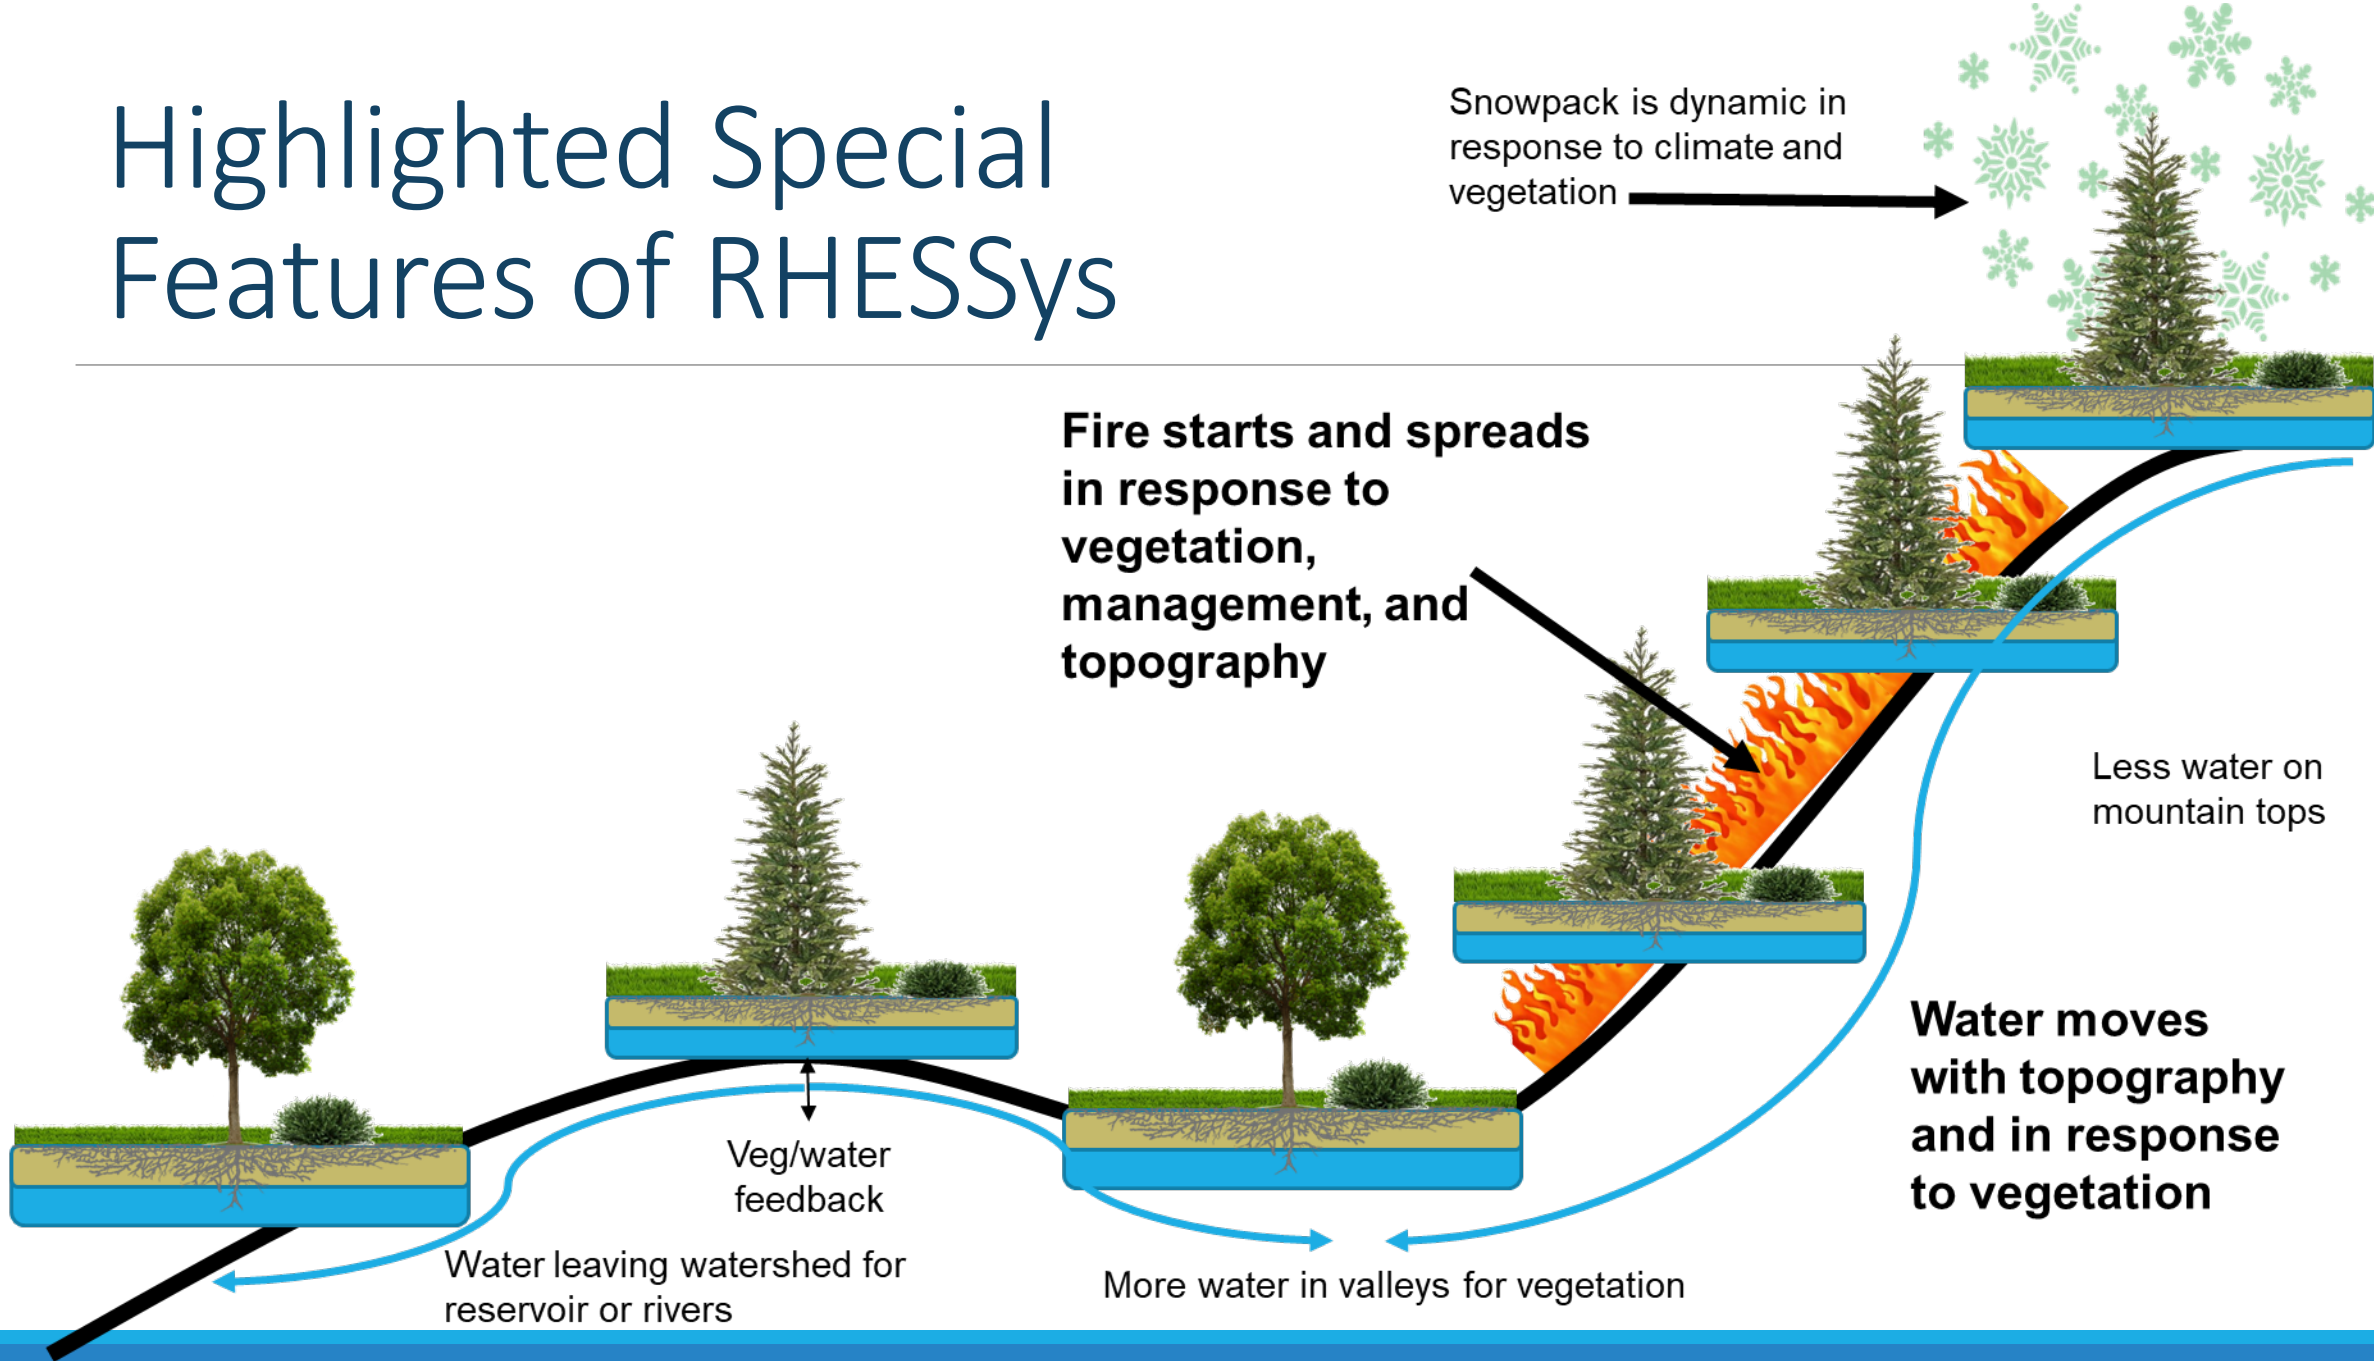 Highlighted Special
Features of RHESSys
Snowpack is dynamic in
response to climate and
vegetation
Fire starts and spreads
in response to
vegetation,
management, and
topography
Less water on
mountain tops
Water moves
with topography
and in response
to vegetation
Veg/water
feedback
Water leaving watershed for
reservoir or rivers
More water in valleys for vegetation